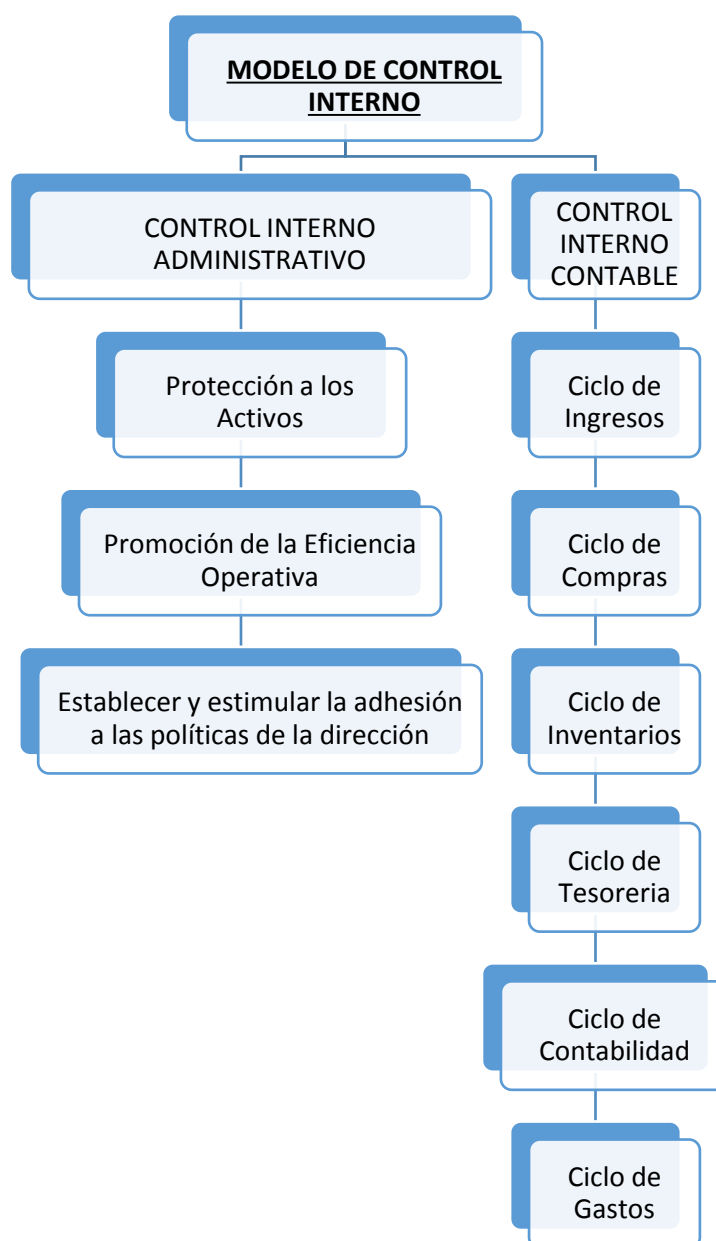 MODELO DE CONTROL
INTERNO
CONTROL INTERNO
ADMINISTRATIVO
Protección a los
Activos
Promoción de la Eficiencia
Operativa
Establecer y estimular la adhesión
a las políticas de la dirección
CONTROL
INTERNO
CONTABLE
Ciclo de
Ingresos
Ciclo de
Compras
Ciclo de
Inventarios
Ciclo de
Tesoreria
Ciclo de
Contabilidad
Ciclo de
Gastos